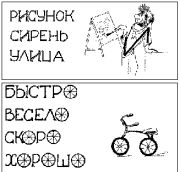 РИСУНОК
СИРЕНЬ
УЛИЦА
БЫСТРО
ВЕСЕЛО
СКОРО
ХОРОШО